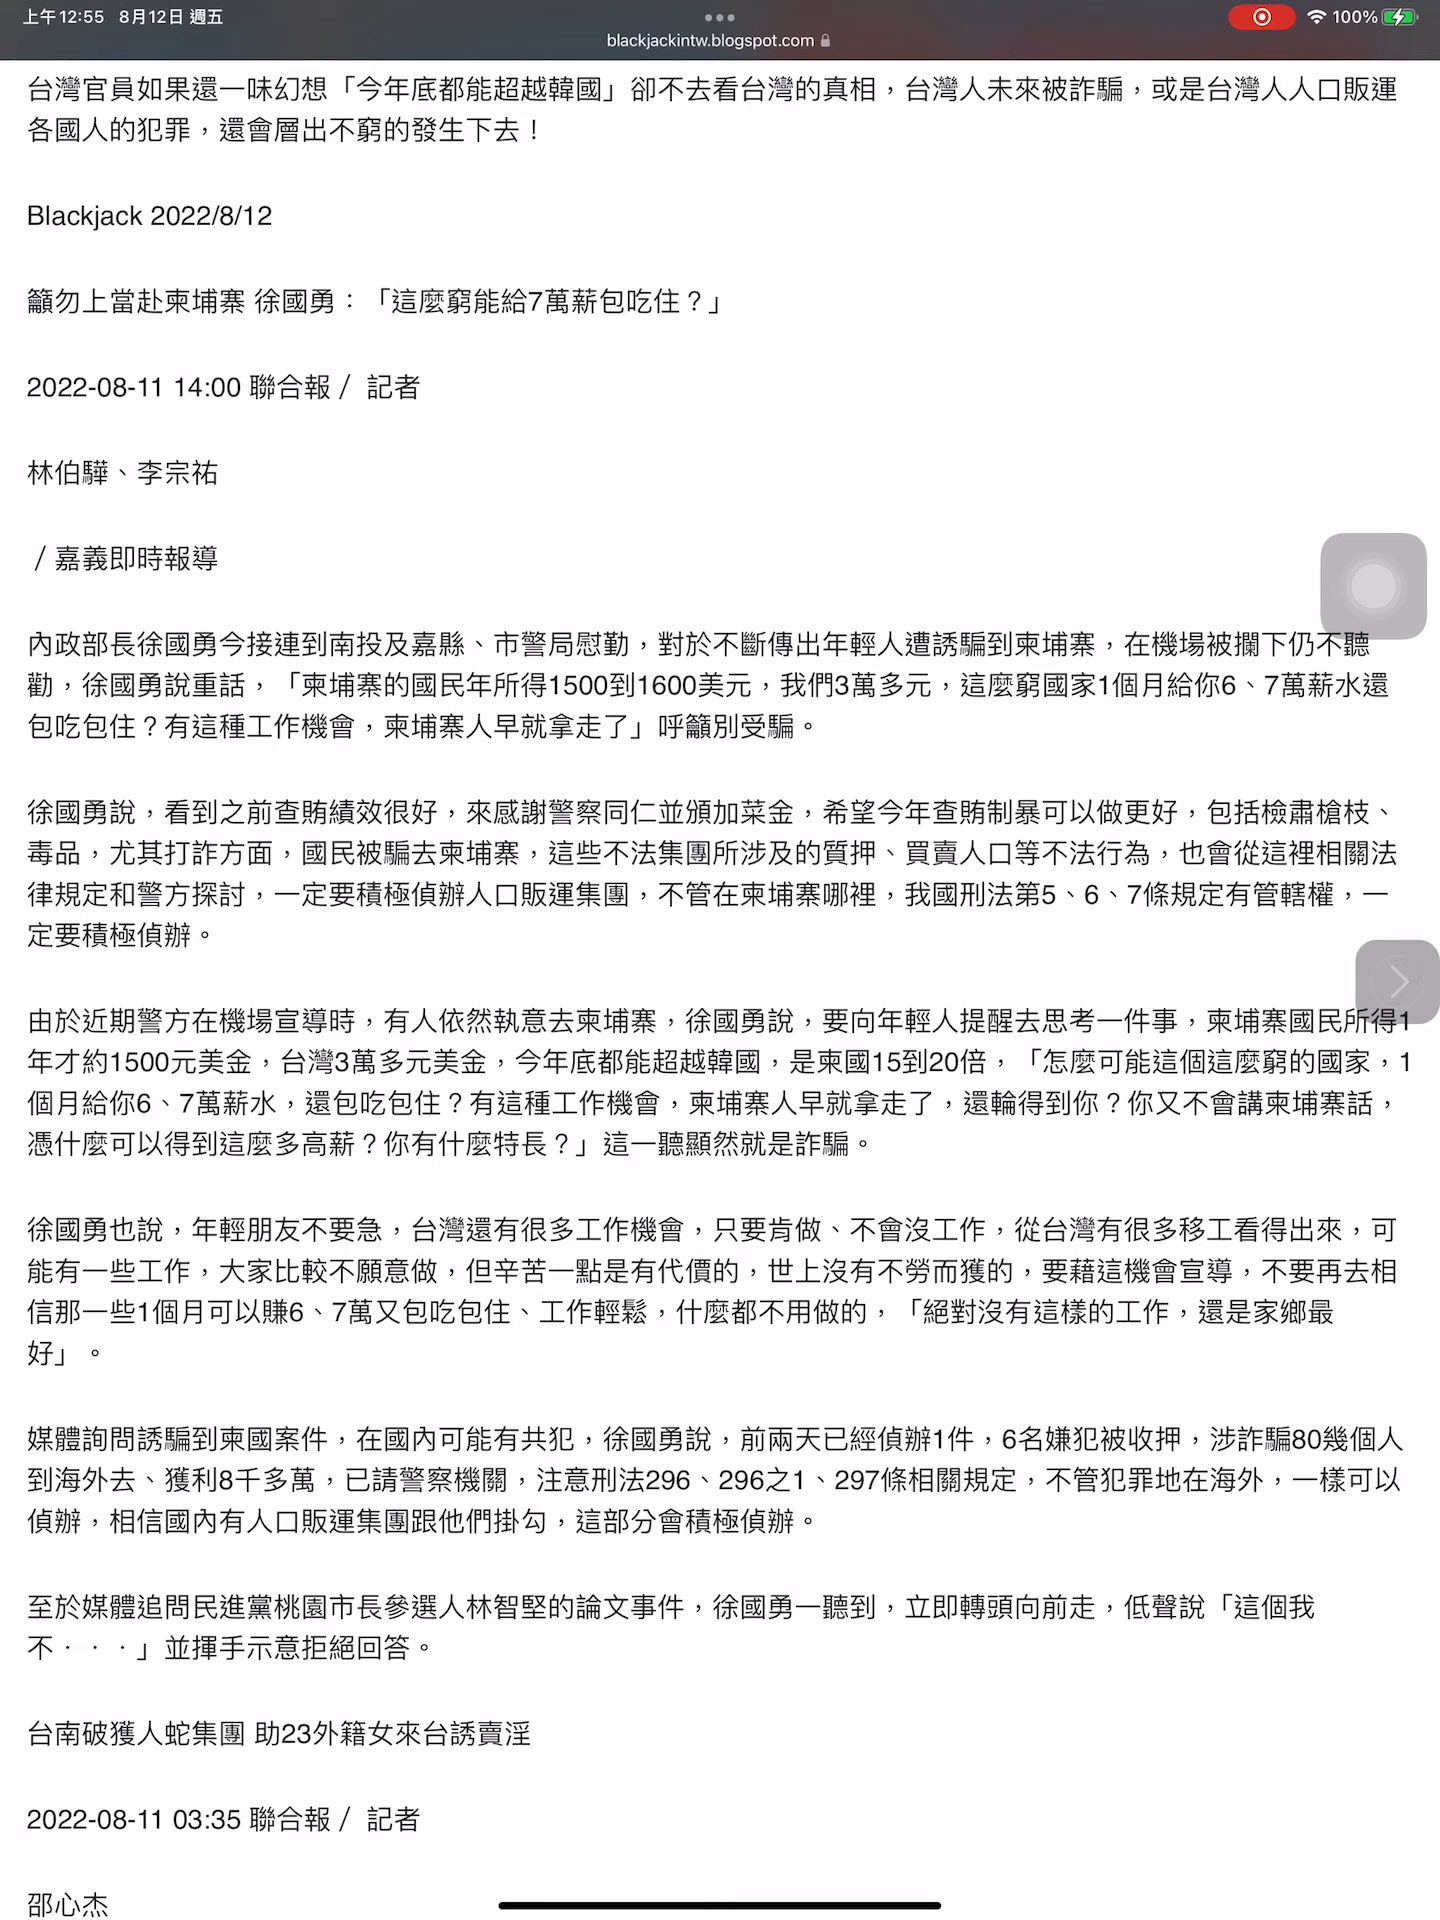 上午12:55 8月12日 週五
100%
blackjackintw.blogspot.com
台灣官員如果還一味幻想「今年底都能超越韓國」卻不去看台灣的真相，台灣人未來被詐騙，或是台灣人人口販運
各國人的犯罪，還會層出不窮的發生下去！
Blackjack 2022/8/12
籲勿上當赴柬埔寨 徐國勇：「這麼窮能給7萬薪包吃住？」
2022-08-11 14:00 聯合報 / 記者
林伯驊、李宗祐
/ 嘉義即時報導
內政部長徐國勇今接連到南投及嘉縣、市警局慰勤，對於不斷傳出年輕人遭誘騙到柬埔寨，在機場被攔下仍不聽
勸，徐國勇說重話，「柬埔寨的國民年所得1500到1600美元，我們3萬多元，這麼窮國家1個月給你6、7萬薪水還
包吃包住？有這種工作機會，柬埔寨人早就拿走了」呼籲別受騙。
徐國勇說，看到之前查賄績效很好，來感謝警察同仁並頒加菜金，希望今年查賄制暴可以做更好，包括檢肅槍枝、
毒品，尤其打詐方面，國民被騙去柬埔寨，這些不法集團所涉及的質押、買賣人口等不法行為，也會從這裡相關法
律規定和警方探討，一定要積極偵辦人口販運集團，不管在柬埔寨哪裡，我國刑法第5、6、7條規定有管轄權，一
定要積極偵辦。
由於近期警方在機場宣導時，有人依然執意去柬埔寨，徐國勇說，要向年輕人提醒去思考一件事，柬埔寨國民所得1
年才約1500元美金，台灣3萬多元美金，今年底都能超越韓國，是柬國15到20倍，「怎麼可能這個這麼窮的國家，1
個月給你6、7萬薪水，還包吃包住？有這種工作機會，柬埔寨人早就拿走了，還輪得到你？你又不會講柬埔寨話，
憑什麼可以得到這麼多高薪？你有什麼特長？」這一聽顯然就是詐騙。
徐國勇也說，年輕朋友不要急，台灣還有很多工作機會，只要肯做、不會沒工作，從台灣有很多移工看得出來，可
能有一些工作，大家比較不願意做，但辛苦一點是有代價的，世上沒有不勞而獲的，要藉這機會宣導，不要再去相
信那一些1個月可以賺6、7萬又包吃包住、工作輕鬆，什麼都不用做的，「絕對沒有這樣的工作，還是家鄉最
好」。
媒體詢問誘騙到柬國案件，在國內可能有共犯，徐國勇說，前兩天已經偵辦1件，6名嫌犯被收押，涉詐騙80幾個人
到海外去、獲利8千多萬，已請警察機關，注意刑法296、296之1、297條相關規定，不管犯罪地在海外，一樣可以
偵辦，相信國內有人口販運集團跟他們掛勾，這部分會積極偵辦。
至於媒體追問民進黨桃園市長參選人林智堅的論文事件，徐國勇一聽到，立即轉頭向前走，低聲說「這個我
不‧‧‧」並揮手示意拒絕回答。
台南破獲人蛇集團 助23外籍女來台誘賣淫
2022-08-11 03:35 聯合報 / 記者
邵心杰